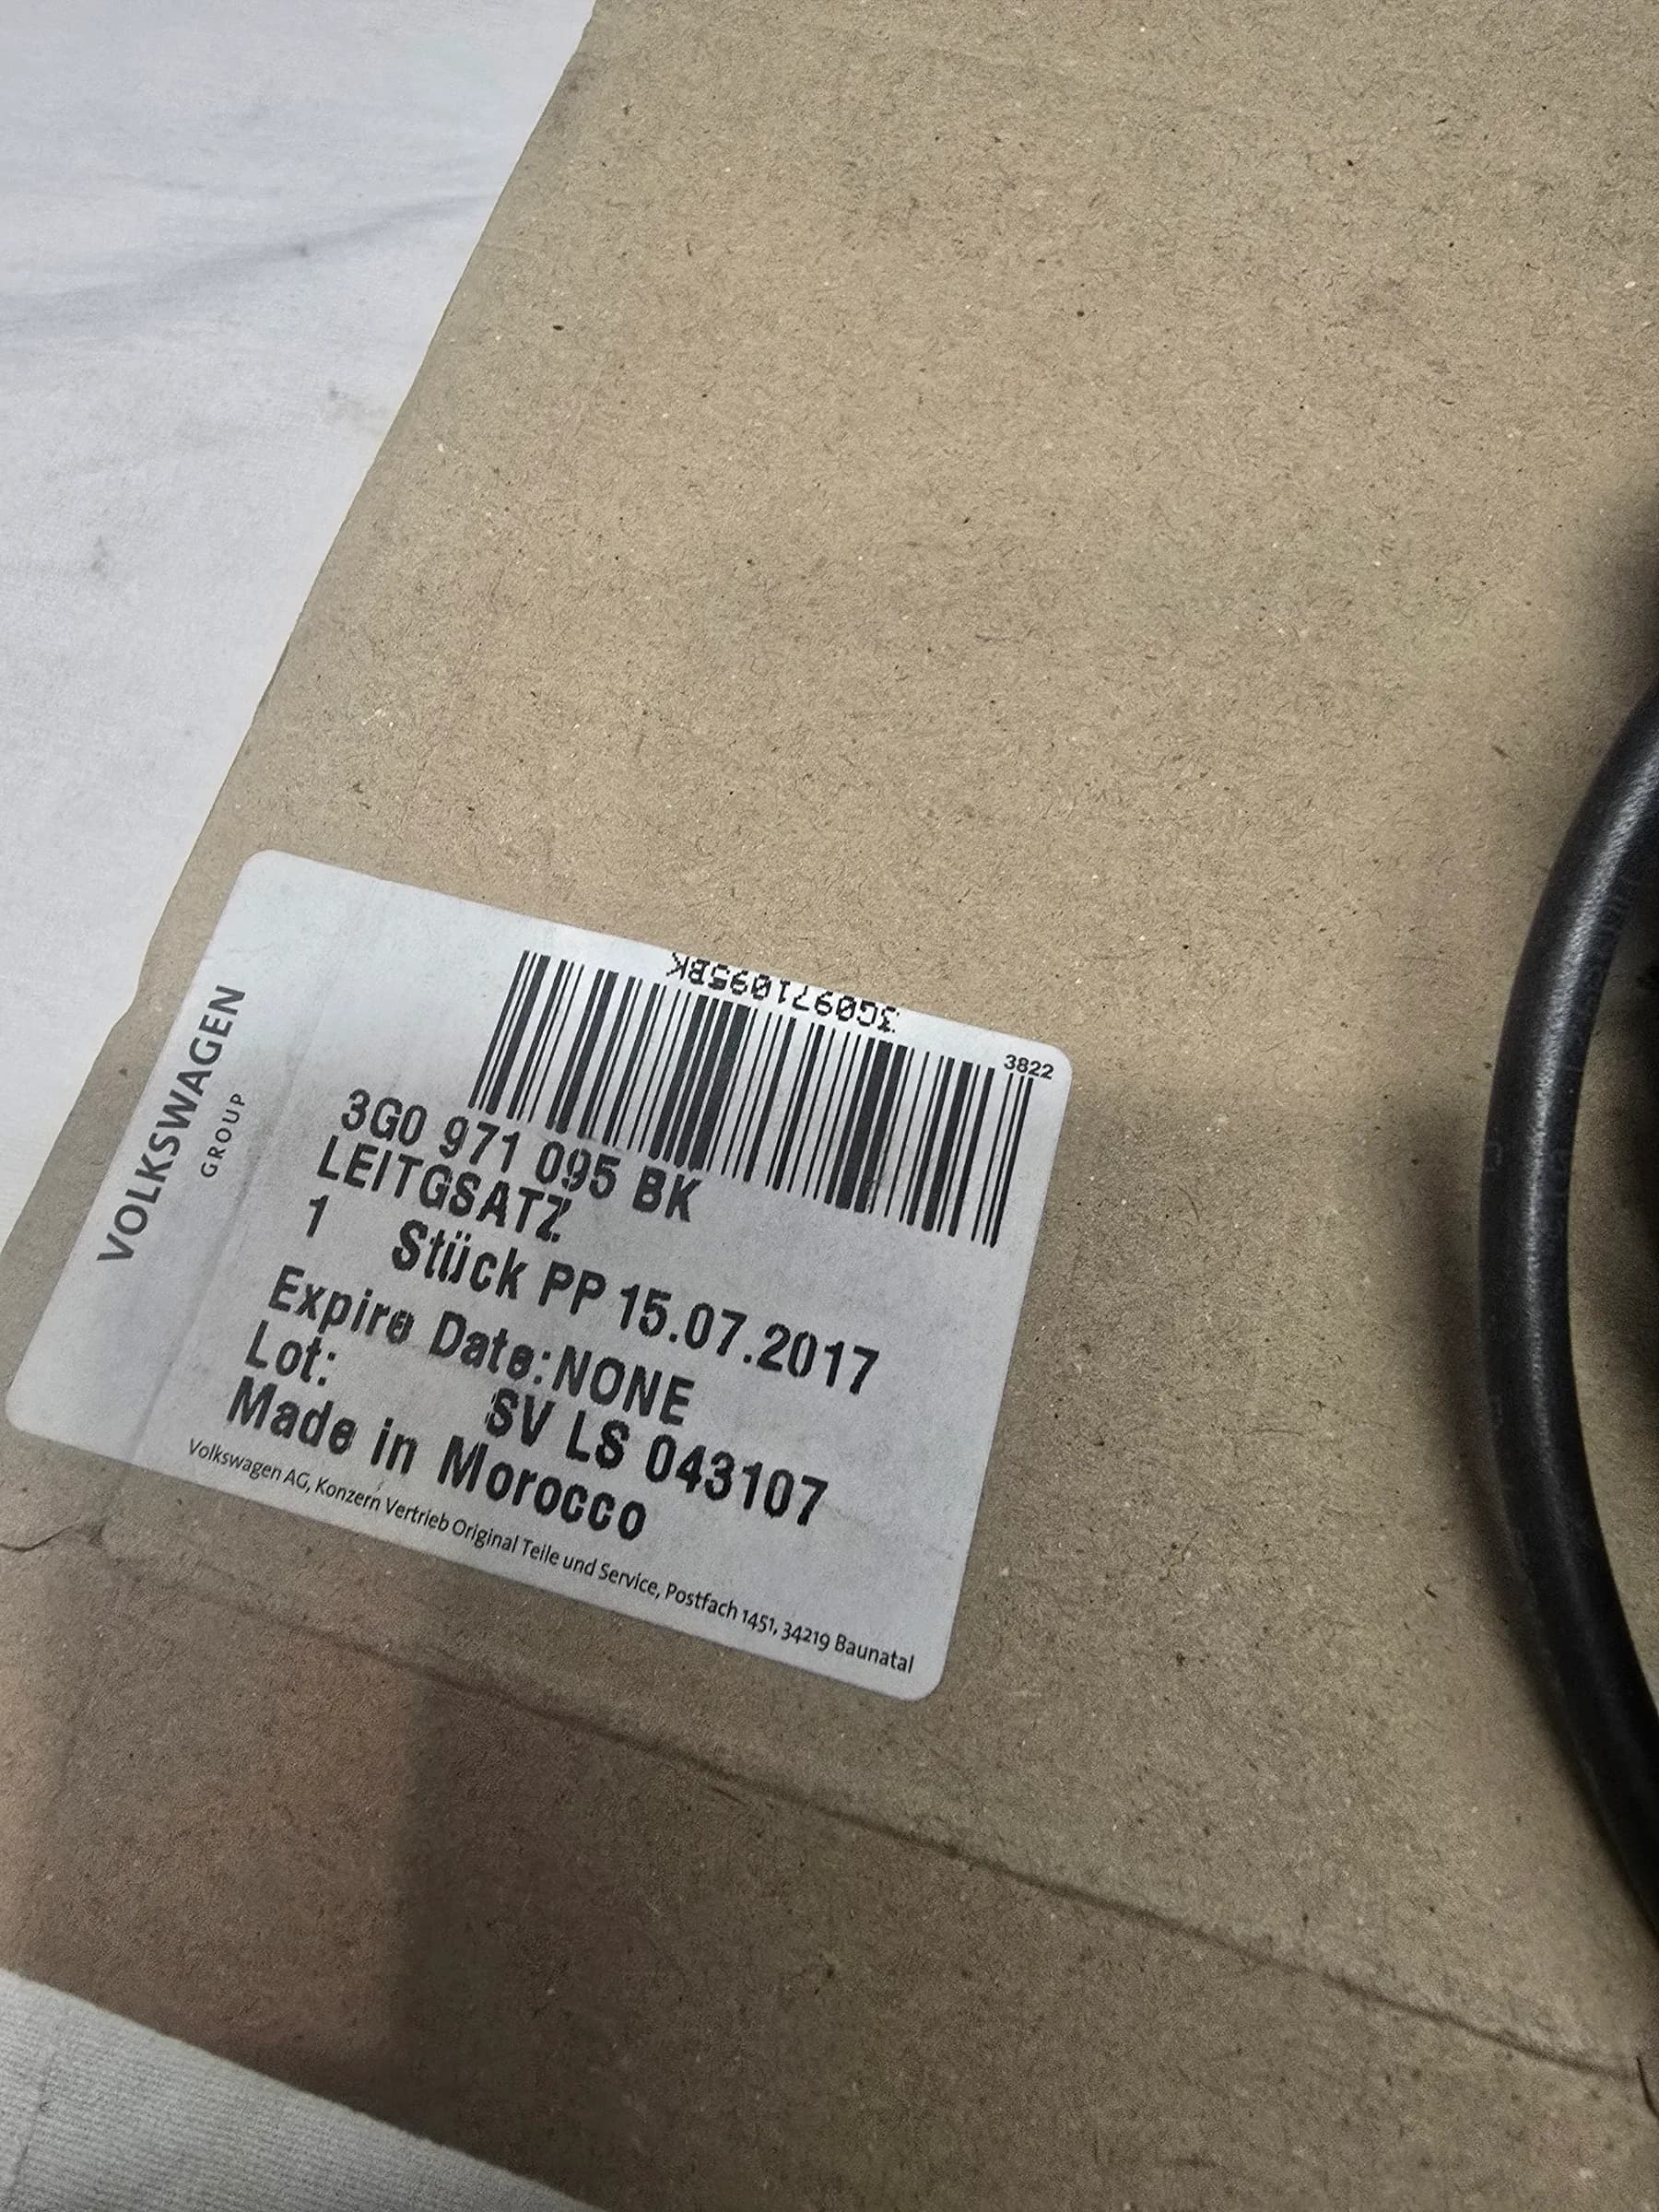 VOLKSWAGEN
GROUP
3G0971095BK
3822
3G0 971 095 BK
LEITGSATZ
1 Stück PP 15.07.2017
Expire Date:NONE
Lot: SV LS 043107
Made in Morocco
Volkswagen AG, Konzern Vertrieb Original Teile und Service, Postfach 1451, 34219 Baunatal